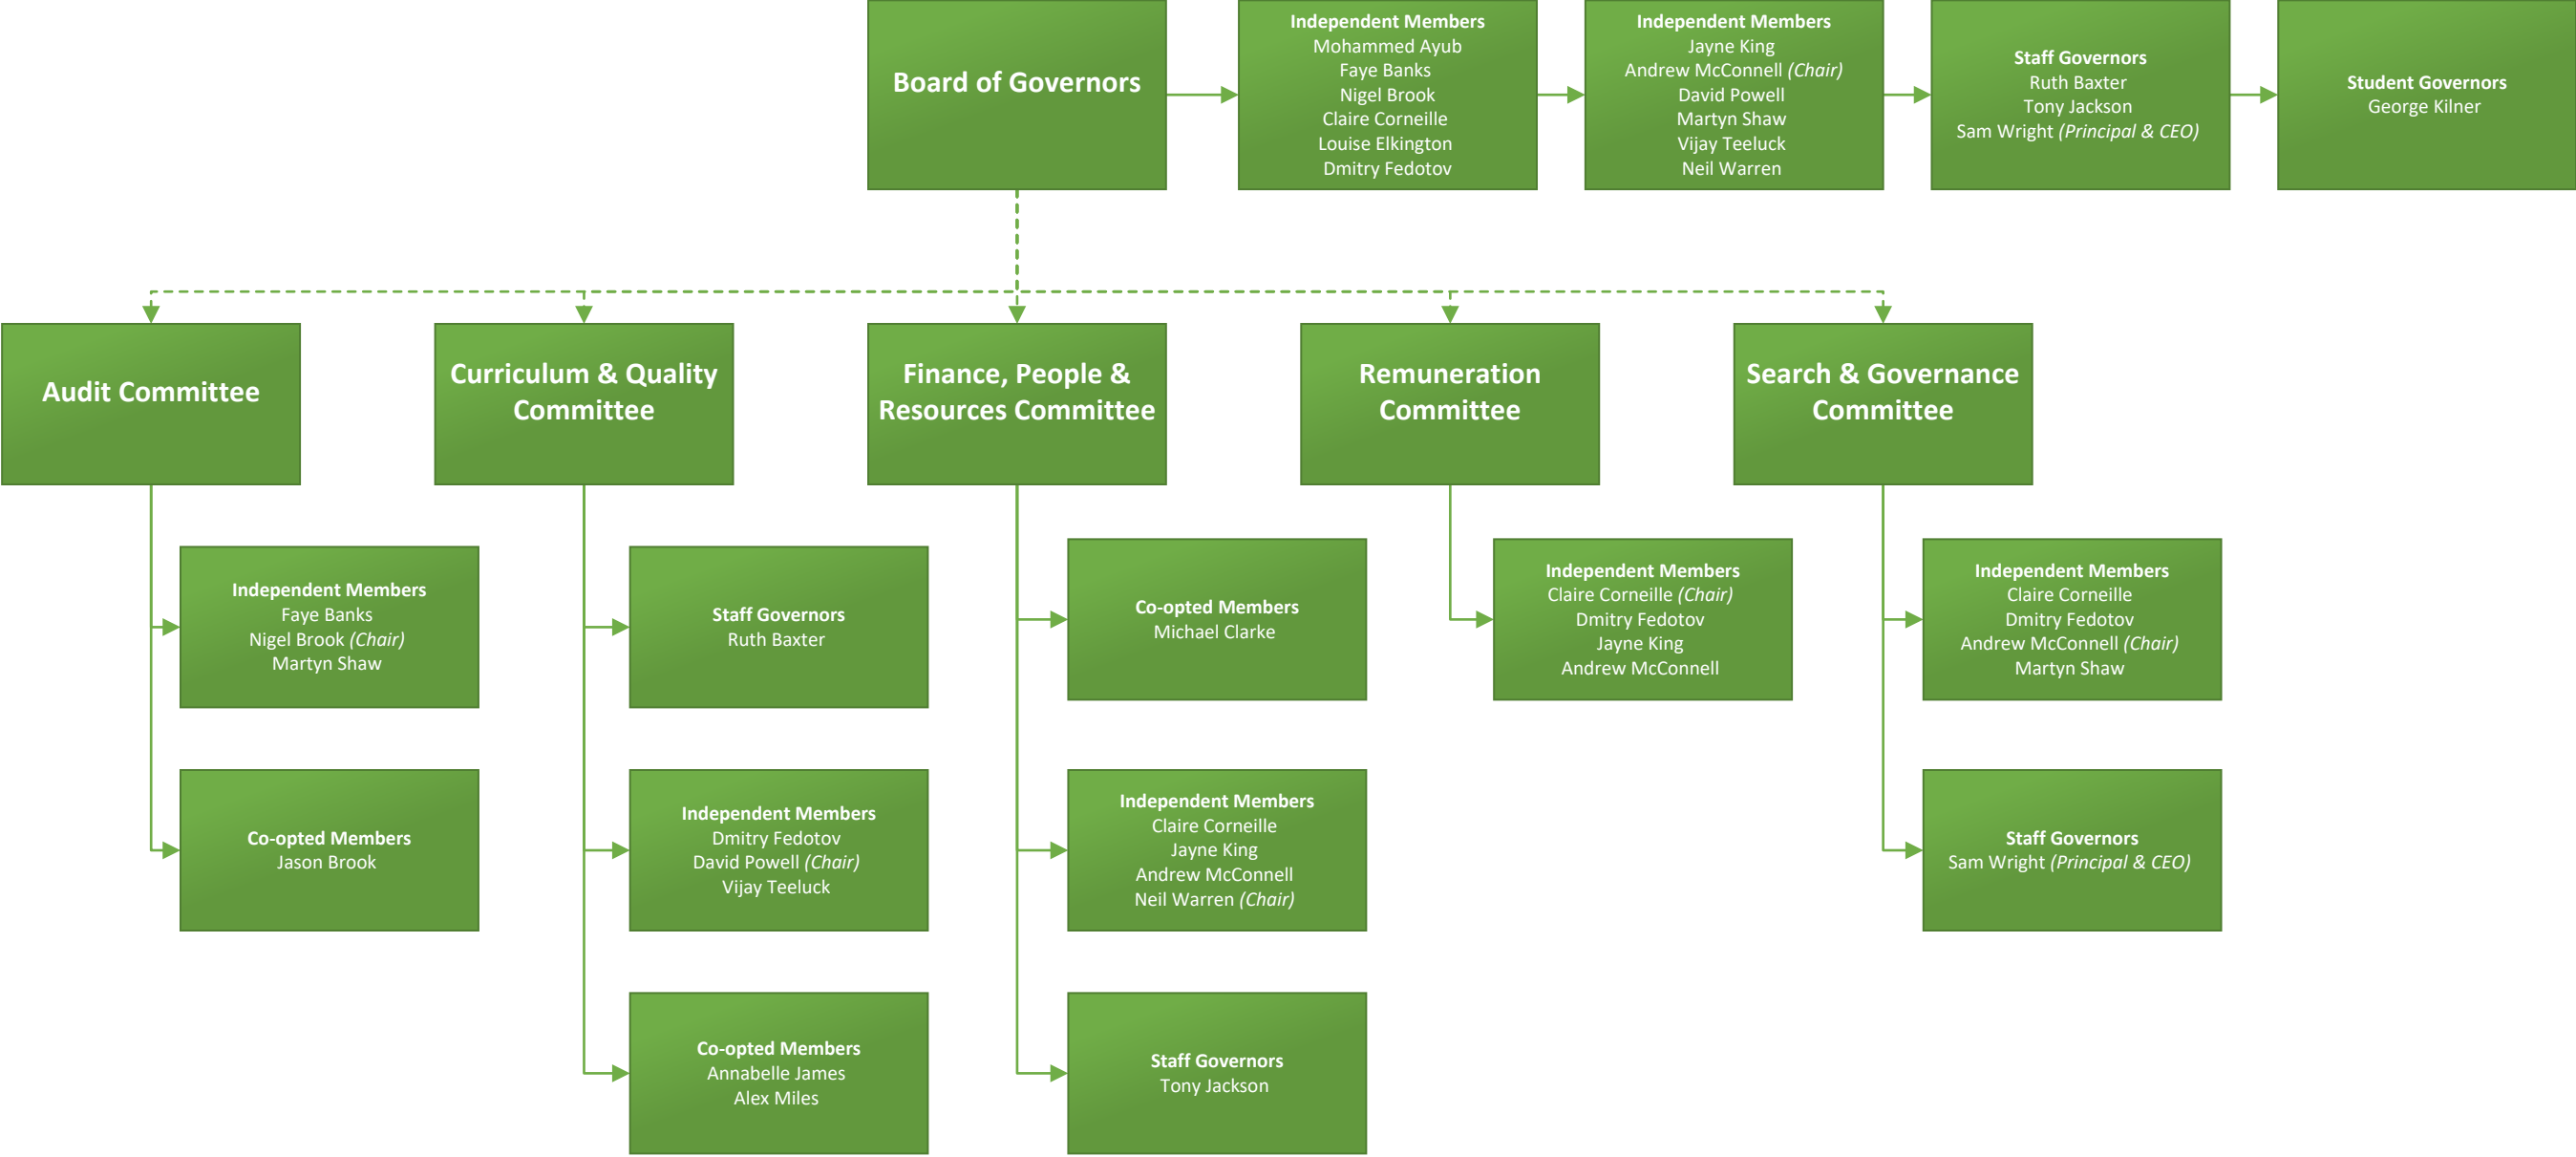 Board of Governors
Independent Members
Mohammed Ayub
Faye Banks
Nigel Brook
Claire Corneille
Louise Elkington
Dmitry Fedotov
Independent Members
Jayne King
Andrew McConnell (Chair)
David Powell
Martyn Shaw
Vijay Teeluck
Neil Warren
Staff Governors
Ruth Baxter
Tony Jackson
Sam Wright (Principal & CEO)
Student Governors
George Kilner
Audit Committee
Curriculum & Quality
Committee
Finance, People &
Resources Committee
Remuneration
Committee
Search & Governance
Committee
Independent Members
Faye Banks
Nigel Brook (Chair)
Martyn Shaw
Staff Governors
Ruth Baxter
Co-opted Members
Michael Clarke
Independent Members
Claire Corneille (Chair)
Dmitry Fedotov
Jayne King
Andrew McConnell
Independent Members
Claire Corneille
Dmitry Fedotov
Andrew McConnell (Chair)
Martyn Shaw
Co-opted Members
Jason Brook
Independent Members
Dmitry Fedotov
David Powell (Chair)
Vijay Teeluck
Independent Members
Claire Corneille
Jayne King
Andrew McConnell
Neil Warren (Chair)
Staff Governors
Sam Wright (Principal & CEO)
Co-opted Members
Annabelle James
Alex Miles
Staff Governors
Tony Jackson